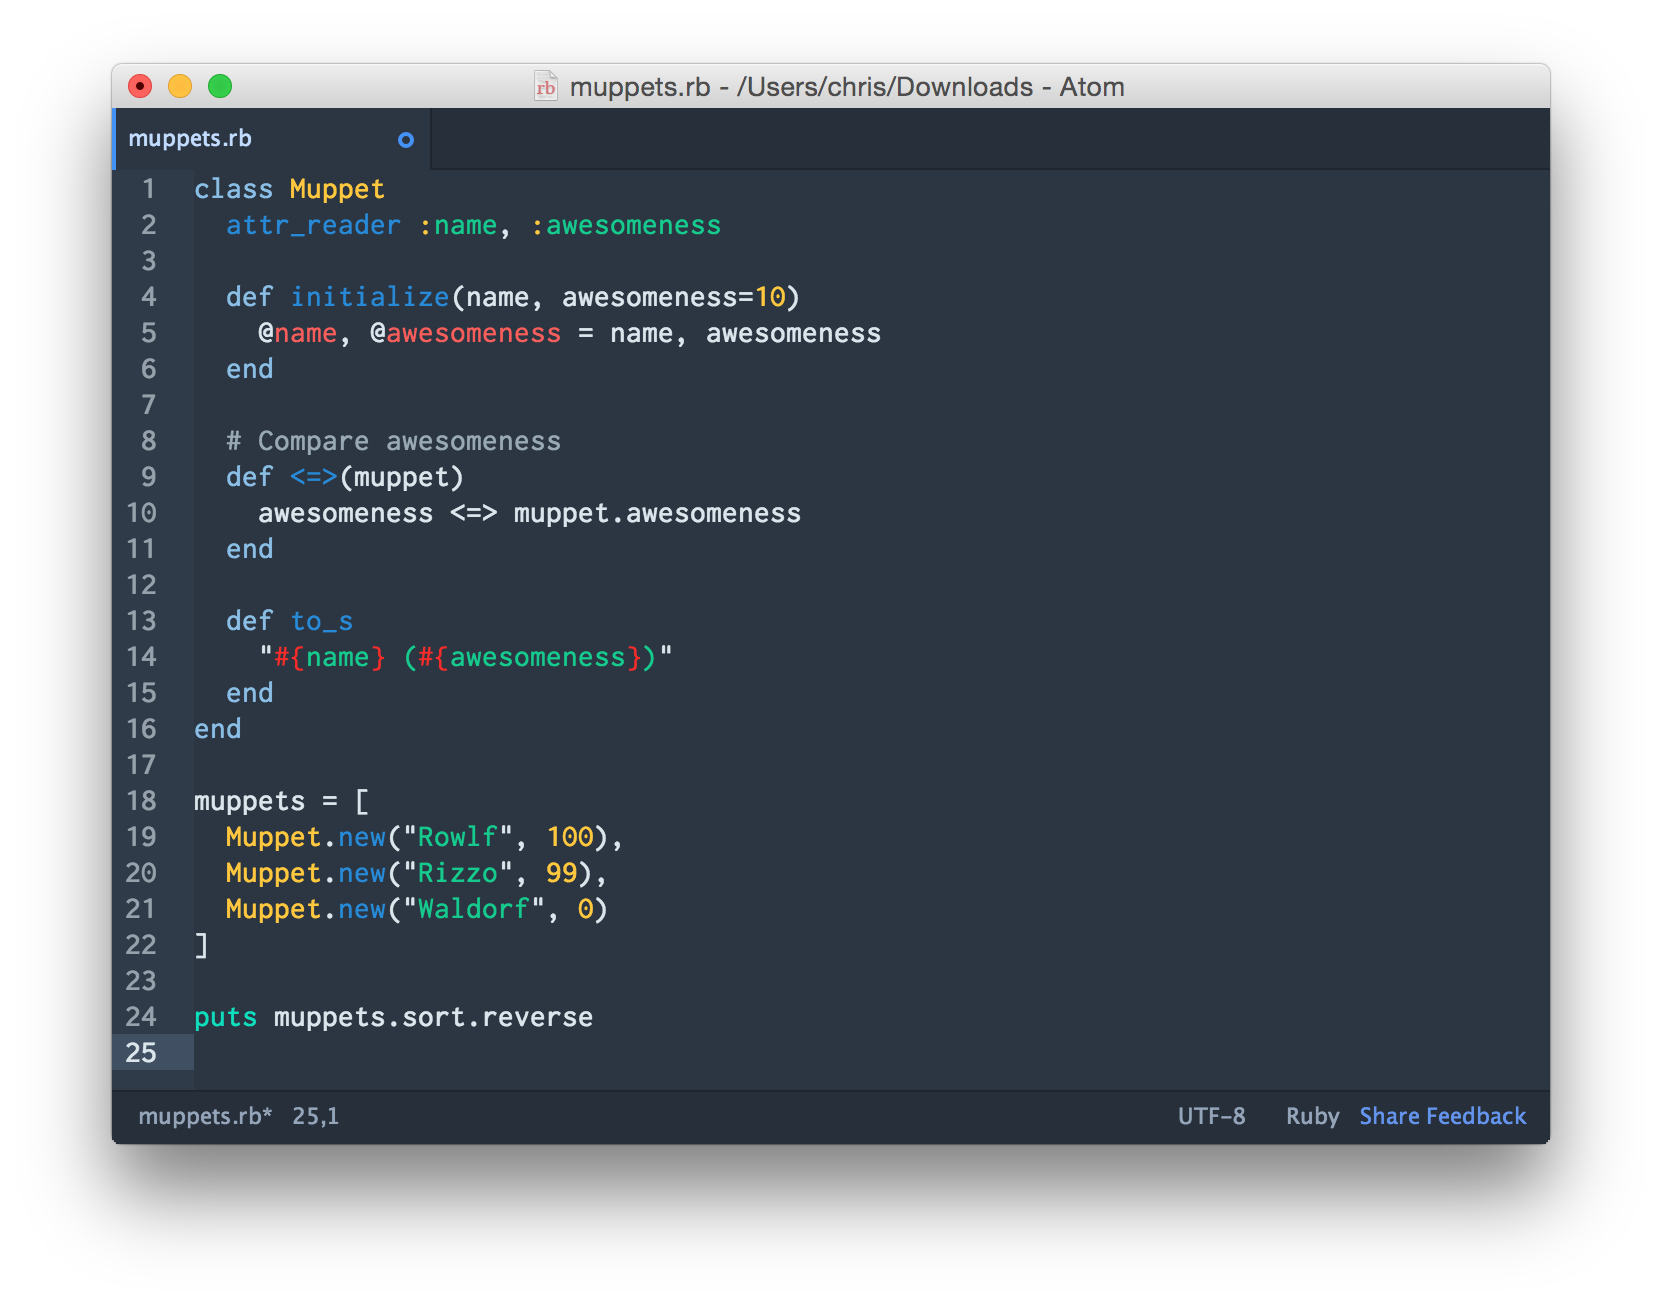 rb muppets.rb - /Users/chris/Downloads - Atom
muppets.rb
1 class Muppet
2   attr_reader :name, :awesomeness
3
4   def initialize(name, awesomeness=10)
5     @name, @awesomeness = name, awesomeness
6   end
7
8   # Compare awesomeness
9   def <=>(muppet)
10     awesomeness <=> muppet.awesomeness
11   end
12
13   def to_s
14     "#{name} (#{awesomeness})"
15   end
16 end
17
18 muppets = [
19   Muppet.new("Rowlf", 100),
20   Muppet.new("Rizzo", 99),
21   Muppet.new("Waldorf", 0)
22 ]
23
24 puts muppets.sort.reverse
25
muppets.rb* 25,1 UTF-8 Ruby Share Feedback